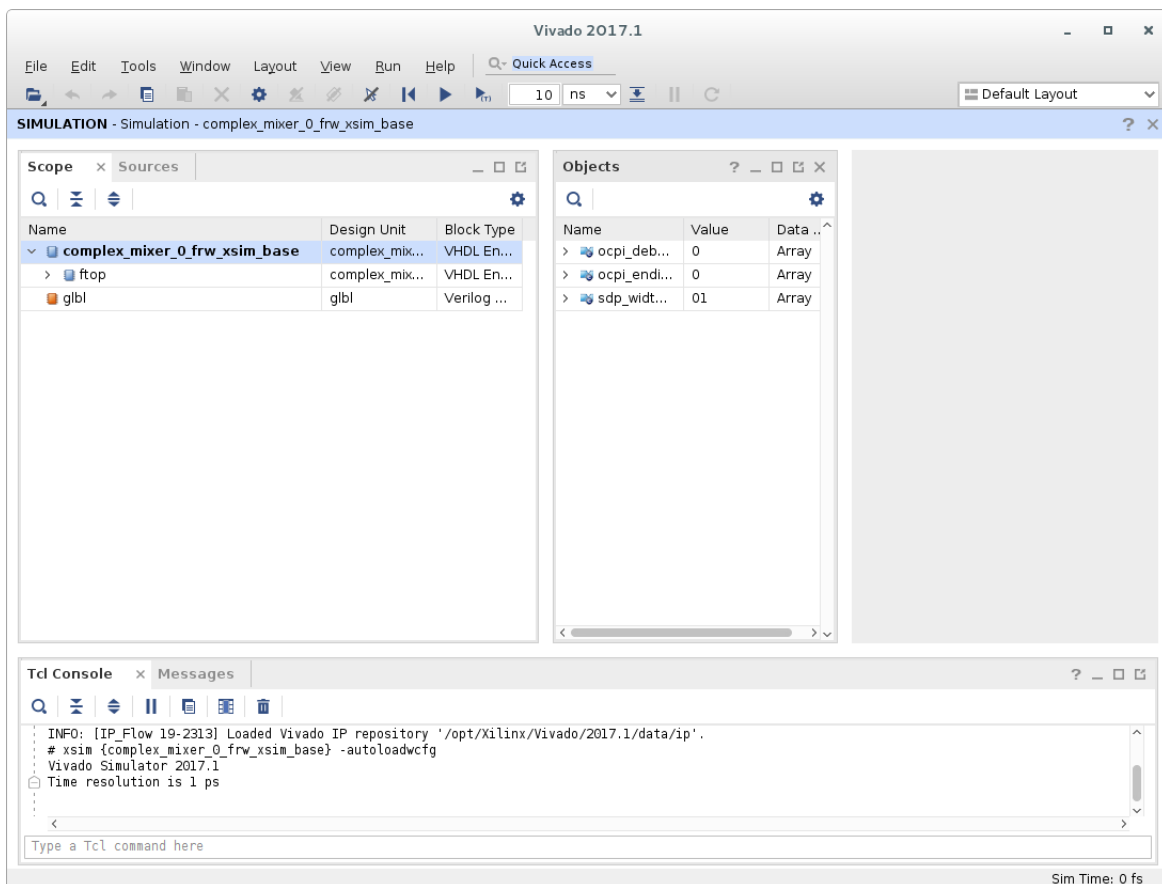 Vivado 2017.1
File Edit Tools Window Layout View Run Help Quick Access
10 ns Default Layout
SIMULATION - Simulation - complex_mixer_0_frw_xsim_base
Scope Sources
Name Design Unit Block Type
complex_mixer_0_frw_xsim_base complex_mix... VHDL En...
ftop complex_mix... VHDL En...
glbl glbl Verilog ...
Objects
Name Value Data ..
ocpi_deb... 0 Array
ocpi_endi... 0 Array
sdp_widt... 01 Array
Tcl Console Messages
INFO: [IP_Flow 19-2313] Loaded Vivado IP repository '/opt/Xilinx/Vivado/2017.1/data/ip'.
# xsim {complex_mixer_0_frw_xsim_base} -autoloadwcfg
Vivado Simulator 2017.1
Time resolution is 1 ps
Type a Tcl command here
Sim Time: 0 fs